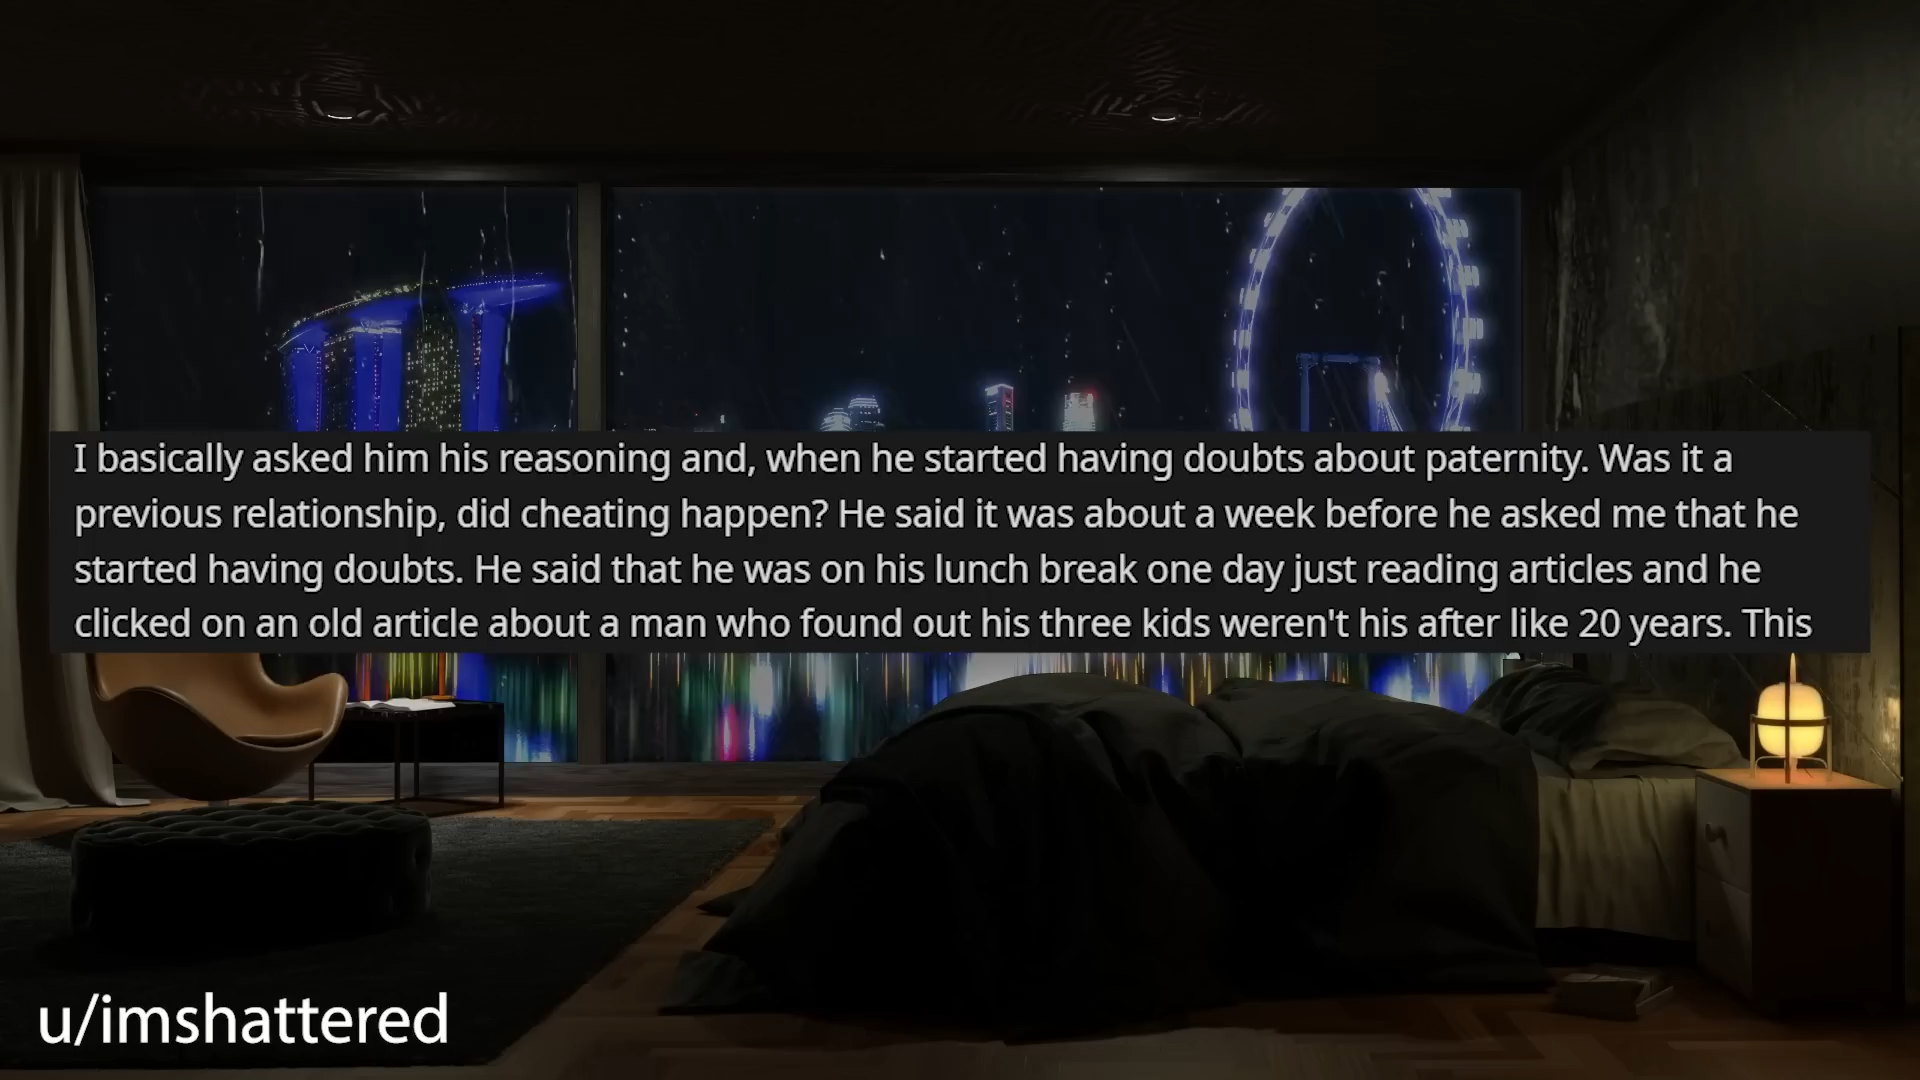 I basically asked him his reasoning and, when he started having doubts about paternity. Was it a
previous relationship, did cheating happen? He said it was about a week before he asked me that he
started having doubts. He said that he was on his lunch break one day just reading articles and he
clicked on an old article about a man who found out his three kids weren't his after like 20 years. This
u/imshattered